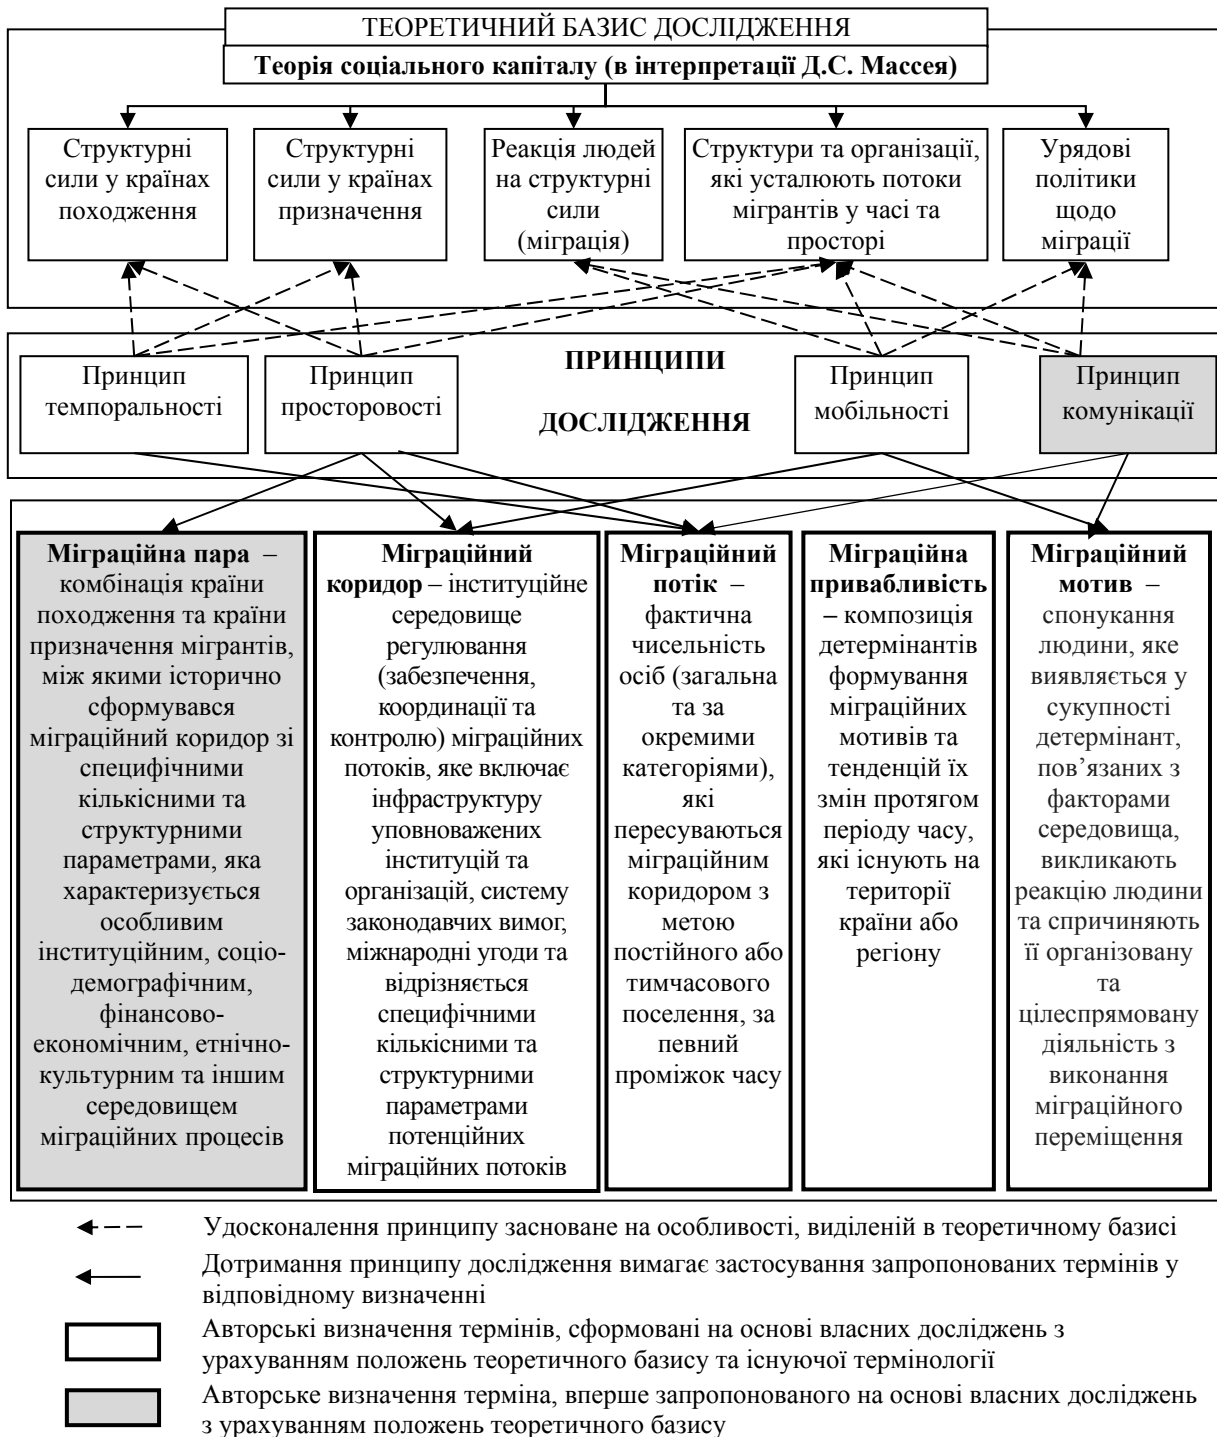 ТЕОРЕТИЧНИЙ БАЗИС ДОСЛІДЖЕННЯ
Теорія соціального капіталу (в інтерпретації Д.С. Массея)
Структурні
сили у країнах
походження
Структурні
сили у країнах
призначення
Реакція людей
на структурні
сили
(міграція)
Структури та організації,
які усталюють потоки
мігрантів у часі та
просторі
Урядові
політики
щодо
міграції
ПРИНЦИПИ
ДОСЛІДЖЕННЯ
Принцип
темпоральності
Принцип
просторовості
Принцип
мобільності
Принцип
комунікації
Міграційна пара –
комбінація країни
походження та країни
призначення мігрантів,
між якими історично
сформувався
міграційний коридор зі
специфічними
кількісними та
структурними
параметрами, яка
характеризується
особливим
інституційним, соціо-
демографічним,
фінансово-
економічним, етнічно-
культурним та іншим
середовищем
міграційних процесів
Міграційний
коридор – інституційне
середовище
регулювання
(забезпечення,
координації та
контролю) міграційних
потоків, яке включає
інфраструктуру
уповноважених
інституцій та
організацій, систему
законодавчих вимог,
міжнародні угоди та
відрізняється
специфічними
кількісними та
структурними
параметрами
потенційних
міграційних потоків
Міграційний
потік –
фактична
чисельність
осіб (загальна
та за
окремими
категоріями),
які
пересуваються
міграційним
коридором з
метою
постійного або
тимчасового
поселення, за
певний
проміжок часу
Міграційна
привабливість
– композиція
детермінантів
формування
міграційних
мотивів та
тенденцій їх
змін протягом
періоду часу,
які існують на
території
країни або
регіону
Міграційний
мотив –
спонукання
людини, яке
виявляється у
сукупності
детермінант,
пов’язаних з
факторами
середовища,
викликають
реакцію людини
та спричиняють
її організовану
та
цілеспрямовану
діяльність з
виконання
міграційного
переміщення
Удосконалення принципу засноване на особливості, виділеній в теоретичному базисі
Дотримання принципу дослідження вимагає застосування запропонованих термінів у
відповідному визначенні
Авторські визначення термінів, сформовані на основі власних досліджень з
урахуванням положень теоретичного базису та існуючої термінології
Авторське визначення терміна, вперше запропонованого на основі власних досліджень
з урахуванням положень теоретичного базису